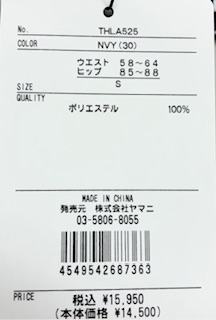 No. THLA525
COLOR NVY(30)
ウエスト 58～64
ヒップ 85～88
S
QUALITY
ポリエステル 100%
MADE IN CHINA
発売元 株式会社ヤマニ
03-5806-8055
4549542687363
PRICE 税込 ¥15,950
(本体価格 ¥14,500)